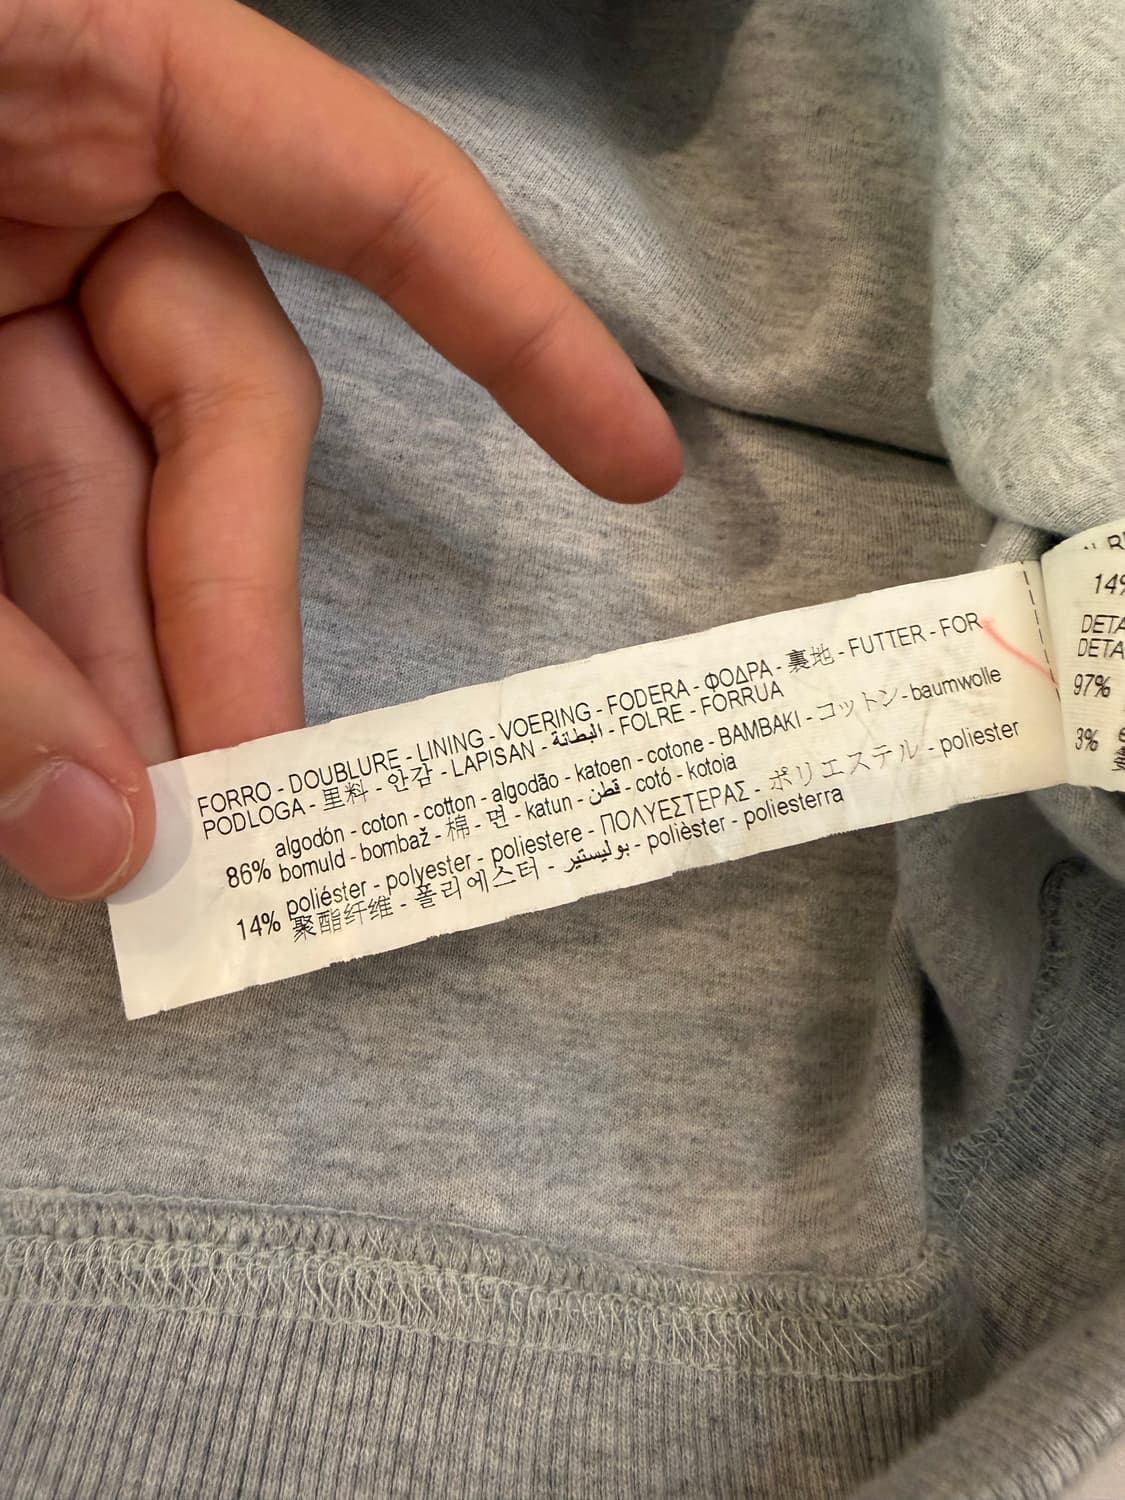 FORRO - DOUBLURE - LINING - VOERING - FODERA - ΦΟΔΡΑ - 裏地 - FUTTER - FOR
PODLOGA - 里料 - 안감 - LAPISAN - البطانة - FOLRE - FORRUA
86% algodón - coton - cotton - algodão - katoen - cotone - BAMBAKI - コットン - baumwolle
bomuld - bombaž - 棉 - 면 - katun - قطن - cotó - kotoia
14% poliéster - polyester - poliestere - ΠΟΛΥΕΣΤΕΡΑΣ - ポリエステル - poliester
聚酯纤维 - 폴리에스터 - بوليستير - polièster - poliesterra
14%
DETA
DETA
97%
3%